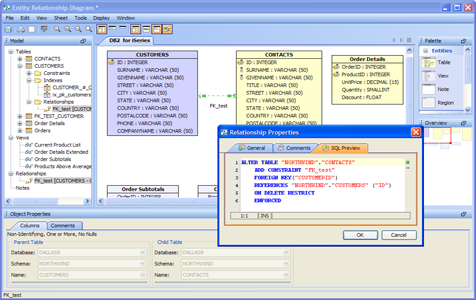 Entity Relationship Diagram *
File Edit View Sheet Tools Display Window
Model
Tables
CONTACTS
CUSTOMERS
Constraints
Indexes
CUSTOMER_#_C
ix_pk_customers
Relationships
FK_test [CUSTOM
FK_TEST_CUSTOMER
Order Details
Orders
Views
Current Product List
Order Details Extended
Order Subtotals
Products Above Average
Relationships
FK_test [CUSTOMERS - (
Notes
DB2 for iSeries
CUSTOMERS
ID : INTEGER
SURNAME : VARCHAR (50)
GIVENNAME : VARCHAR (50)
STREET : VARCHAR (50)
CITY : VARCHAR (50)
STATE : VARCHAR (50)
COUNTRY : VARCHAR (50)
POSTALCODE : VARCHAR (50)
PHONE : VARCHAR (50)
COMPANYNAME : VARCHAR (50)
FK_test
CONTACTS
ID : INTEGER
SURNAME : VARCHAR (50)
GIVENNAME : VARCHAR (50)
TITLE : VARCHAR (50)
STREET : VARCHAR (50)
CITY : VARCHAR (50)
STATE : VARCHAR (50)
COUNTRY : VARCHAR (50)
POSTALCODE : VARCHAR (50)
Order Details
OrderID : INTEGER
ProductID : INTEGER
UnitPrice : DECIMAL (15)
Quantity : SMALLINT
Discount : FLOAT
Order Subtotals
Palette
Entities
Table
View
Note
Region
Overview
Relationship Properties
General Comments SQL Preview
1 ALTER TABLE "NORTHWIND"."CONTACTS"
2 ADD CONSTRAINT "FK_test"
3 FOREIGN KEY("CUSTOMERID")
4 REFERENCES "NORTHWIND"."CUSTOMERS" ("ID")
5 ON DELETE RESTRICT
6 ENFORCED
1:1 INS
OK Cancel
Object Properties
Columns Comments
Non-Identifying, One or More, No Nulls
Parent Table
Database: DALLAS8
Schema: NORTHWIND
Name: CUSTOMERS
Child Table
Database: DALLAS8
Schema: NORTHWIND
Name: CONTACTS
FK_test